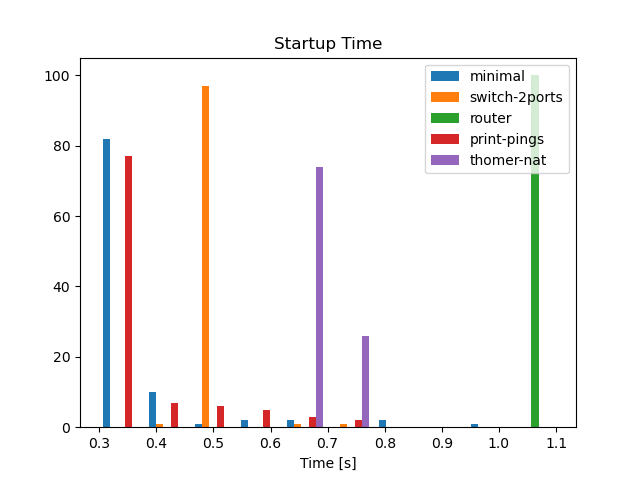 Startup Time
minimal
switch-2ports
router
print-pings
thomer-nat
100
80
60
40
20
0
0.3 0.4 0.5 0.6 0.7 0.8 0.9 1.0 1.1
Time [s]